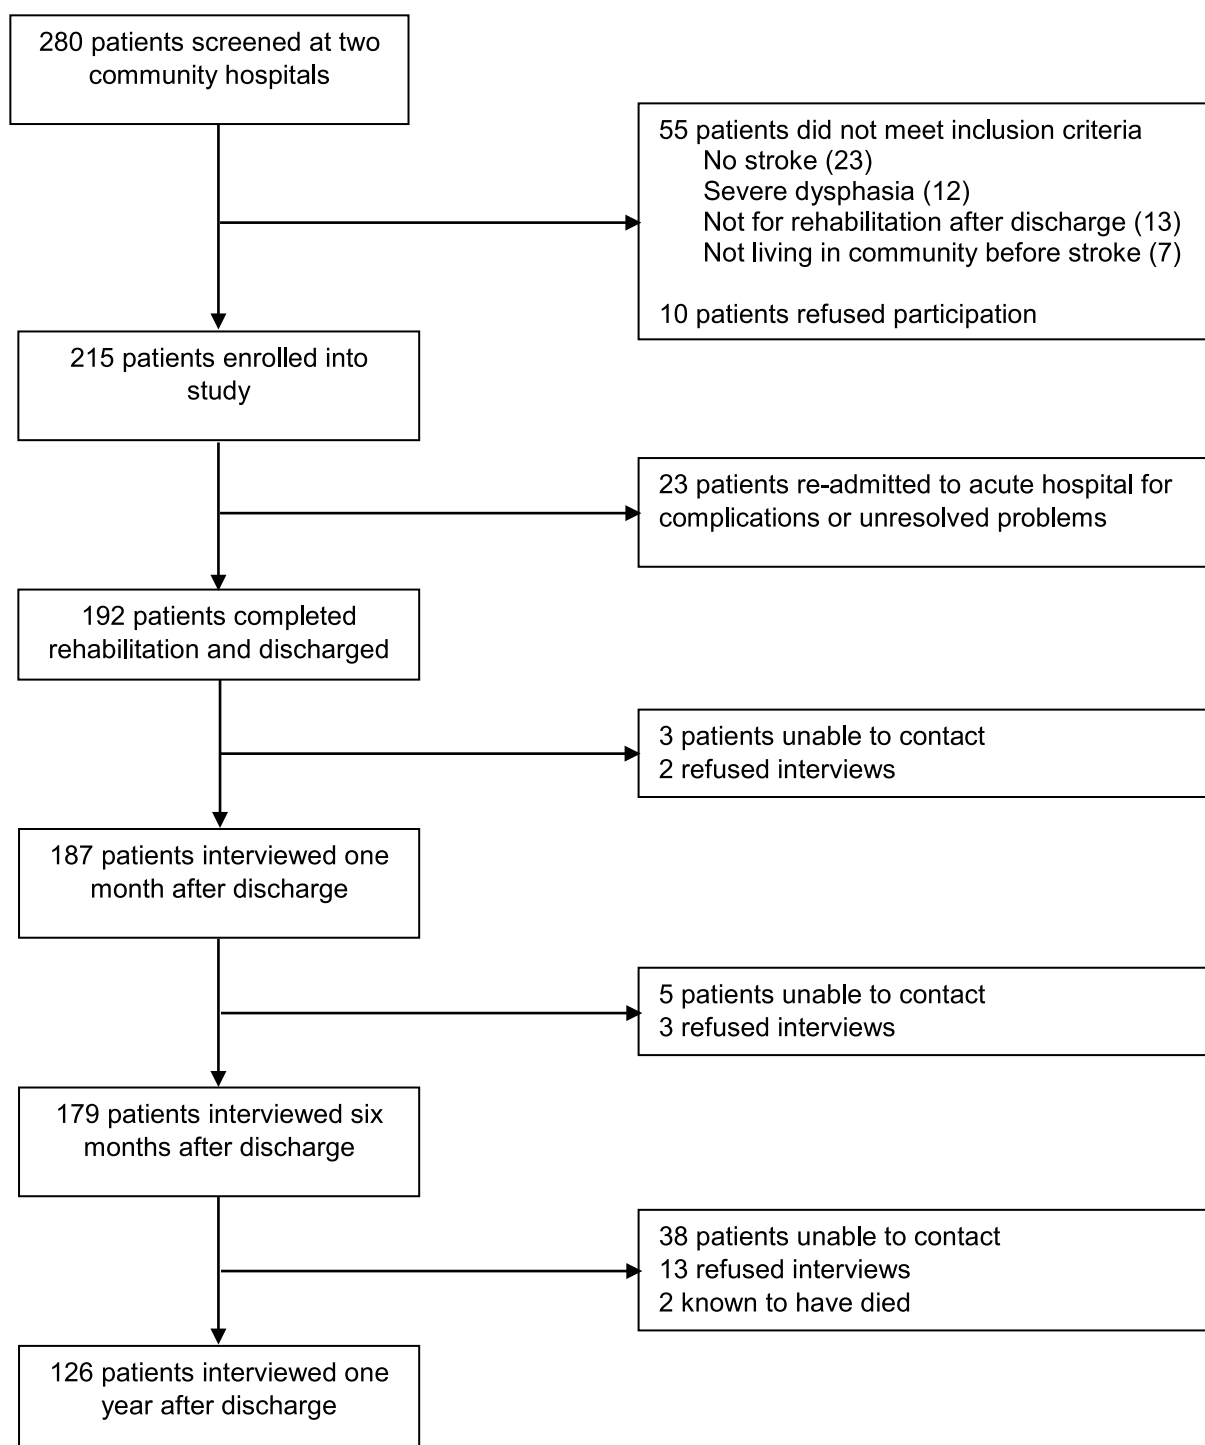 280 patients screened at two
community hospitals
55 patients did not meet inclusion criteria
No stroke (23)
Severe dysphasia (12)
Not for rehabilitation after discharge (13)
Not living in community before stroke (7)
10 patients refused participation
215 patients enrolled into
study
23 patients re-admitted to acute hospital for
complications or unresolved problems
192 patients completed
rehabilitation and discharged
3 patients unable to contact
2 refused interviews
187 patients interviewed one
month after discharge
5 patients unable to contact
3 refused interviews
179 patients interviewed six
months after discharge
38 patients unable to contact
13 refused interviews
2 known to have died
126 patients interviewed one
year after discharge